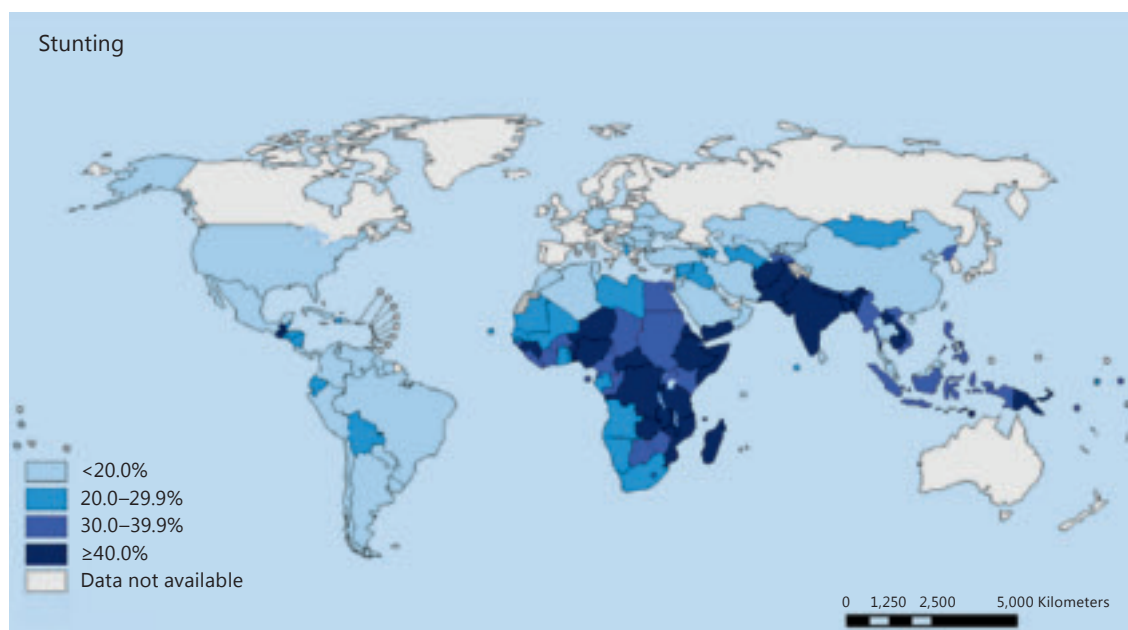 Stunting
<20.0%
20.0–29.9%
30.0–39.9%
≥40.0%
Data not available
0 1,250 2,500 5,000 Kilometers